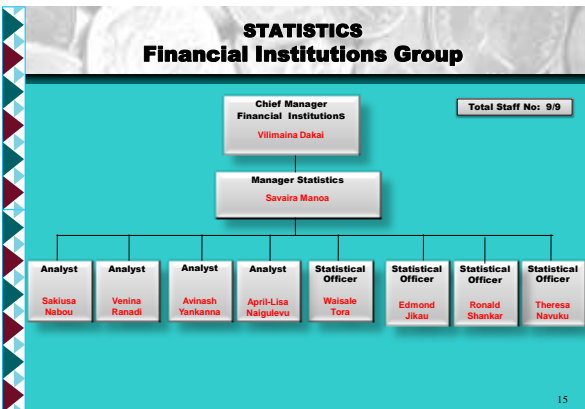 STATISTICS
Financial Institutions Group
Total Staff No: 9/9
Chief Manager
Financial Institutions
Vilimaina Dakai
Manager Statistics
Savaira Manoa
Analyst
Sakiusa
Nabou
Analyst
Venina
Ranadi
Analyst
Avinash
Yankanna
Analyst
April-Lisa
Naigulevu
Statistical
Officer
Waisale
Tora
Statistical
Officer
Edmond
Jikau
Statistical
Officer
Ronald
Shankar
Statistical
Officer
Theresa
Navuku
15